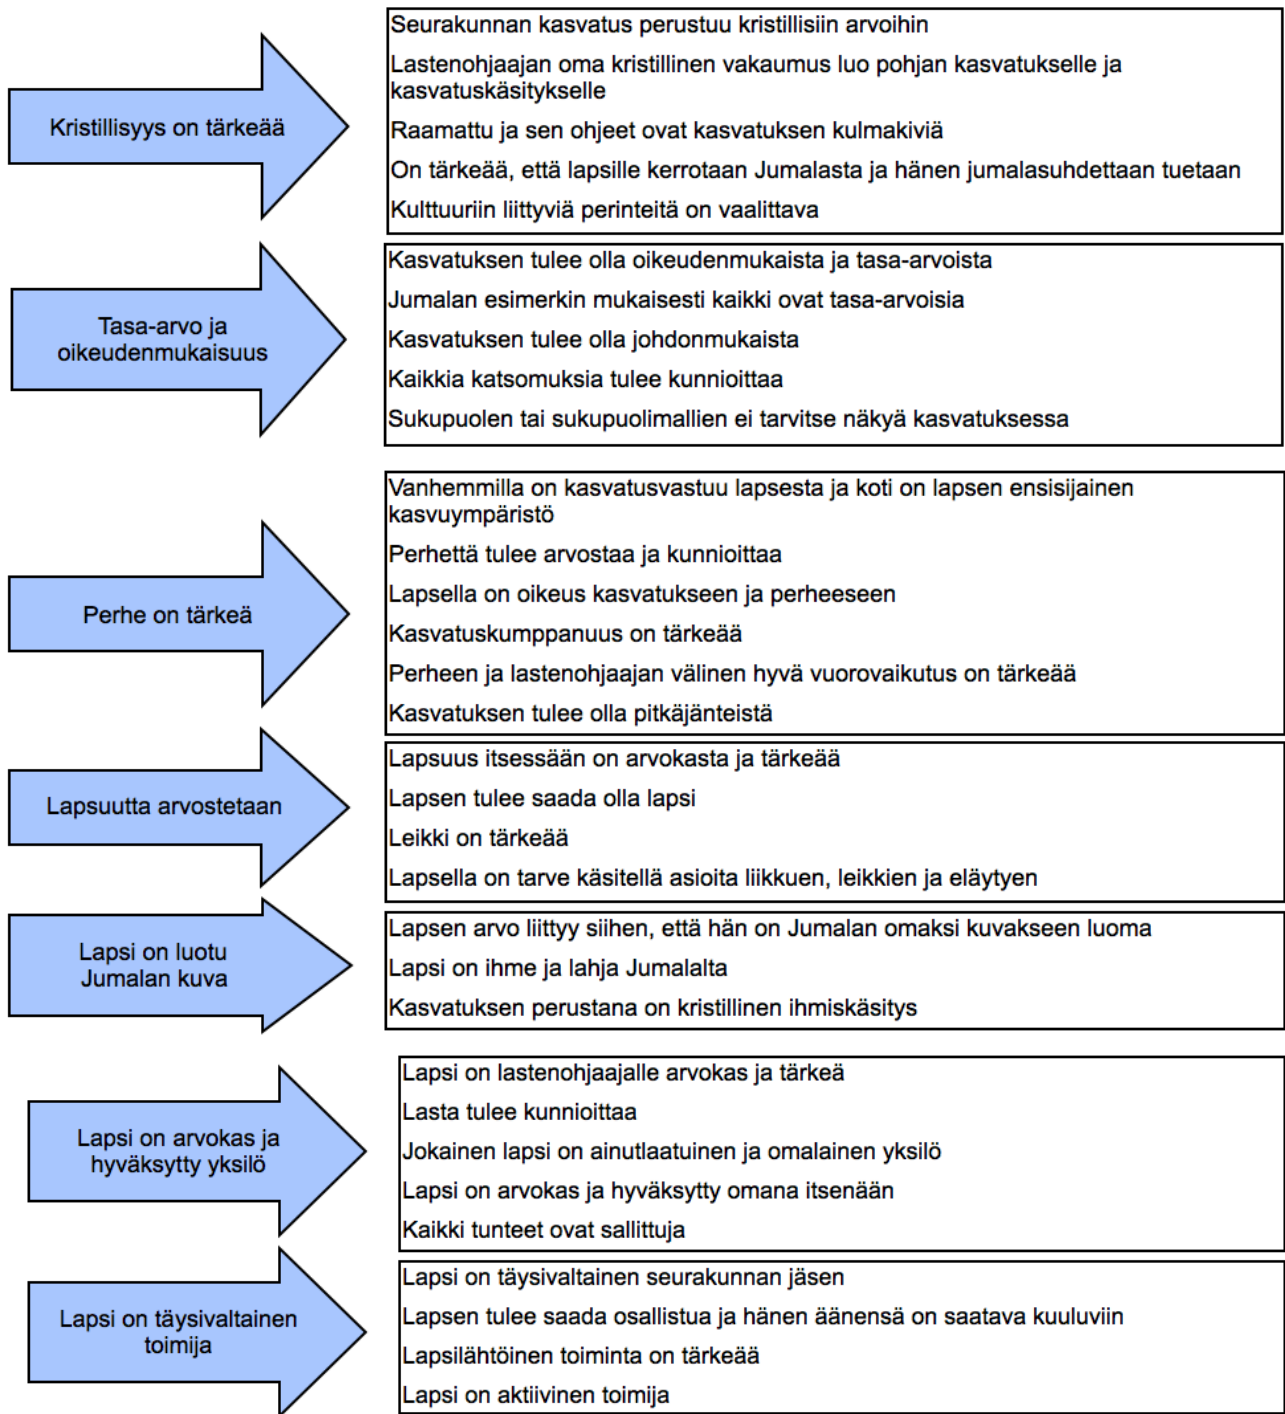 Kristillisyys on tärkeää
Seurakunnan kasvatus perustuu kristillisiin arvoihin
Lastenohjaajan oma kristillinen vakaumus luo pohjan kasvatukselle ja
kasvatuskäsitykselle
Raamattu ja sen ohjeet ovat kasvatuksen kulmakiviä
On tärkeää, että lapsille kerrotaan Jumalasta ja hänen jumalasuhdettaan tuetaan
Kulttuuriin liittyviä perinteitä on vaalittava
Tasa-arvo ja
oikeudenmukaisuus
Kasvatuksen tulee olla oikeudenmukaista ja tasa-arvoista
Jumalan esimerkin mukaisesti kaikki ovat tasa-arvoisia
Kasvatuksen tulee olla johdonmukaista
Kaikkia katsomuksia tulee kunnioittaa
Sukupuolen tai sukupuolimallien ei tarvitse näkyä kasvatuksessa
Perhe on tärkeä
Vanhemmilla on kasvatusvastuu lapsesta ja koti on lapsen ensisijainen
kasvuympäristö
Perhettä tulee arvostaa ja kunnioittaa
Lapsella on oikeus kasvatukseen ja perheeseen
Kasvatuskumppanuus on tärkeää
Perheen ja lastenohjaajan välinen hyvä vuorovaikutus on tärkeää
Kasvatuksen tulee olla pitkäjänteistä
Lapsuutta arvostetaan
Lapsuus itsessään on arvokasta ja tärkeää
Lapsen tulee saada olla lapsi
Leikki on tärkeää
Lapsella on tarve käsitellä asioita liikkuen, leikkien ja eläytyen
Lapsi on luotu
Jumalan kuva
Lapsen arvo liittyy siihen, että hän on Jumalan omaksi kuvakseen luoma
Lapsi on ihme ja lahja Jumalalta
Kasvatuksen perustana on kristillinen ihmiskäsitys
Lapsi on arvokas ja
hyväksytty yksilö
Lapsi on lastenohjaajalle arvokas ja tärkeä
Lasta tulee kunnioittaa
Jokainen lapsi on ainutlaatuinen ja omalainen yksilö
Lapsi on arvokas ja hyväksytty omana itsenään
Kaikki tunteet ovat sallittuja
Lapsi on täysivaltainen
toimija
Lapsi on täysivaltainen seurakunnan jäsen
Lapsen tulee saada osallistua ja hänen äänensä on saatava kuuluviin
Lapsilähtöinen toiminta on tärkeää
Lapsi on aktiivinen toimija